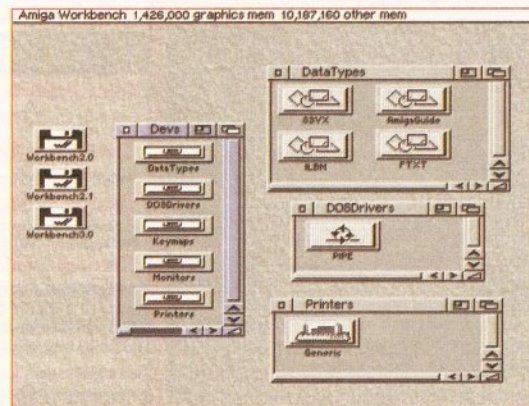 Amiga Workbench 1,426,000 graphics mem 10,187,160 other mem
Workbench2.0
Workbench2.1
Workbench3.0
Devs
DataTypes
DOSDrivers
Keymaps
Monitors
Printers
DataTypes
8SVX
AmigaGuide
ILBM
FTXT
DOSDrivers
PIPE
Printers
Generic